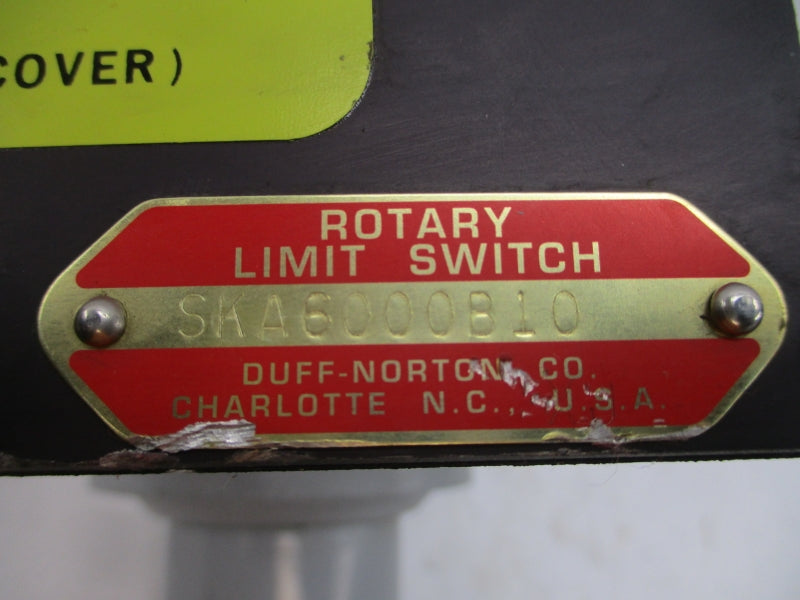 COVER)
ROTARY
LIMIT SWITCH
SKA6000B10
DUFF-NORTON CO.
CHARLOTTE N.C., U.S.A.